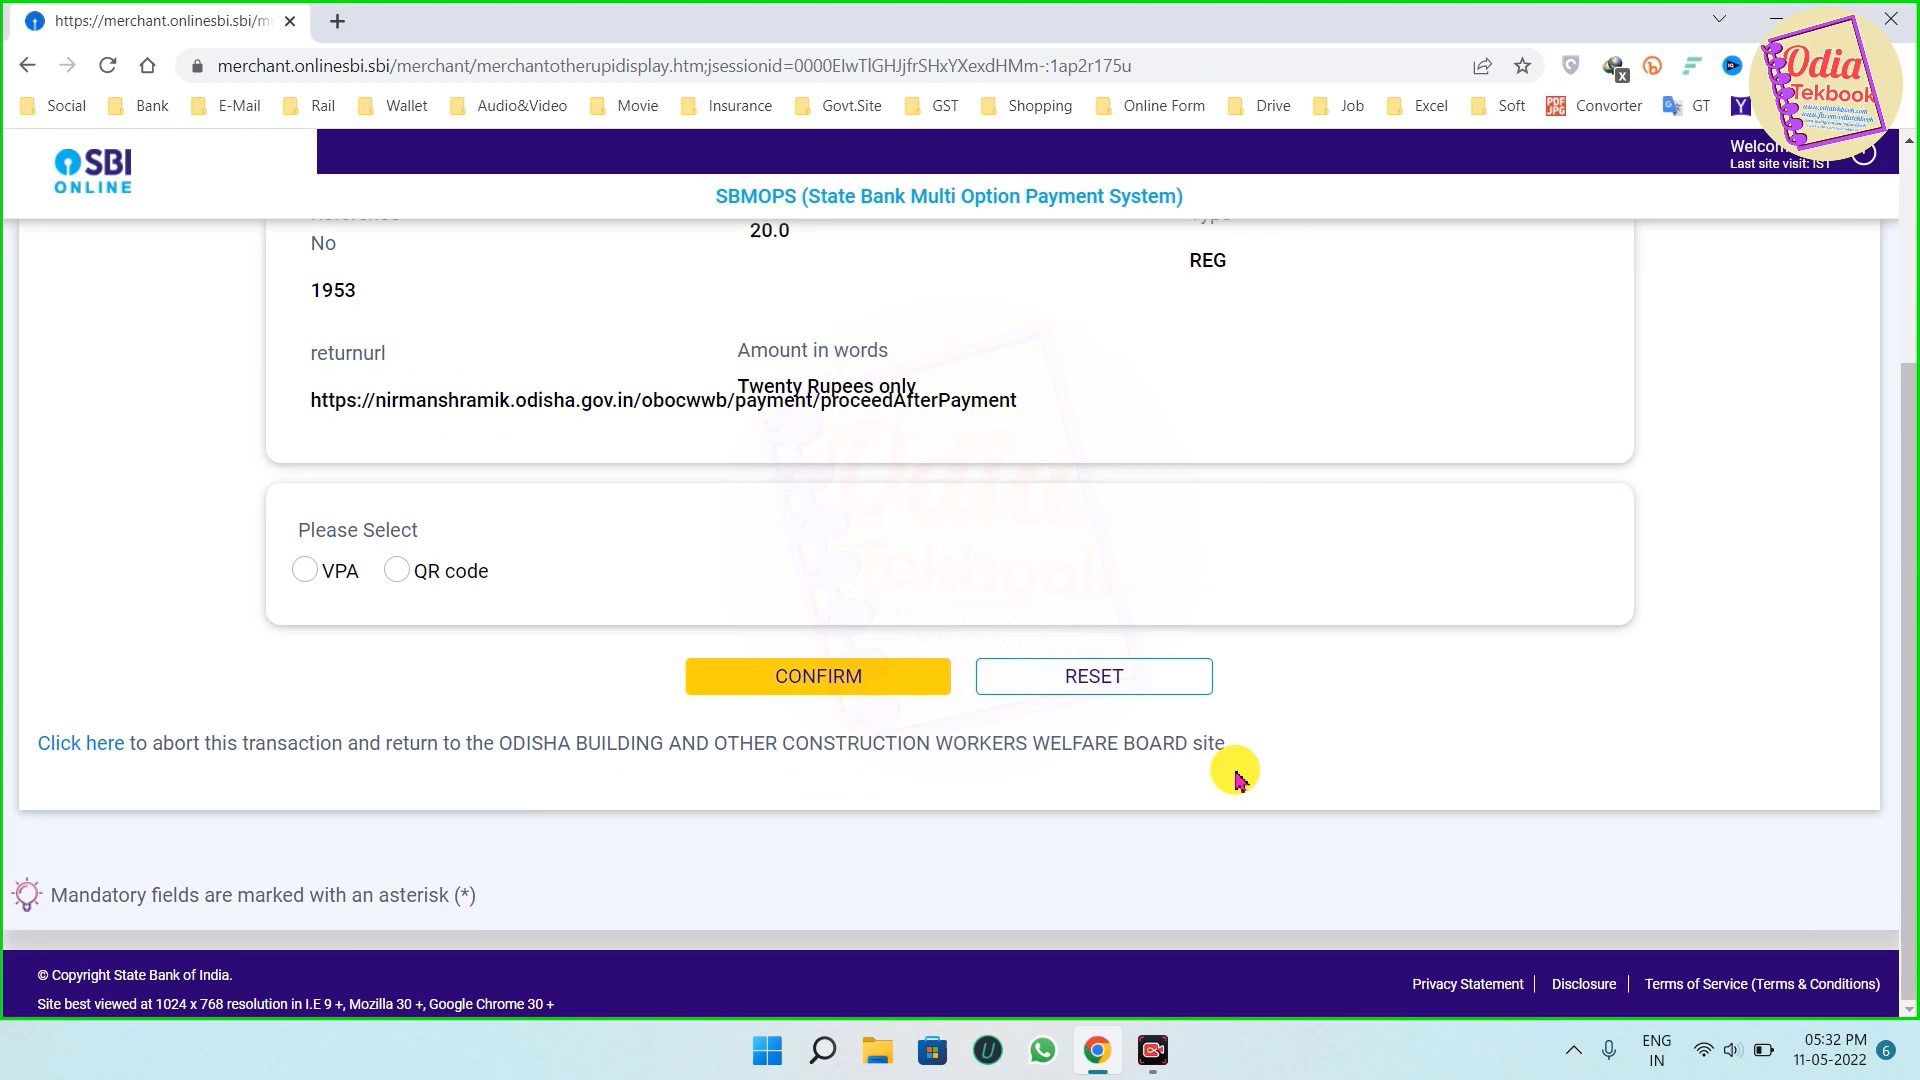 https://merchant.onlinesbi.sbi/m
merchant.onlinesbi.sbi/merchant/merchantotherupidisplay.htm;jsessionid=0000EIwTlGHJjfrSHxYXexdHMm-:1ap2r175u
Social Bank E-Mail Rail Wallet Audio&Video Movie Insurance Govt.Site GST Shopping Online Form Drive Job Excel Soft Converter GT
Odia
Tekbook
SBI
ONLINE
Last site visit: IST
SBMOPS (State Bank Multi Option Payment System)
No
20.0
REG
1953
returnurl
Amount in words
Twenty Rupees only
https://nirmanshramik.odisha.gov.in/obocwwb/payment/proceedAfterPayment
Please Select
VPA QR code
CONFIRM RESET
Click here to abort this transaction and return to the ODISHA BUILDING AND OTHER CONSTRUCTION WORKERS WELFARE BOARD site
Mandatory fields are marked with an asterisk (*)
© Copyright State Bank of India.
Privacy Statement Disclosure Terms of Service (Terms & Conditions)
Site best viewed at 1024 x 768 resolution in I.E 9 +, Mozilla 30 +, Google Chrome 30 +
ENG
IN
05:32 PM
11-05-2022
6